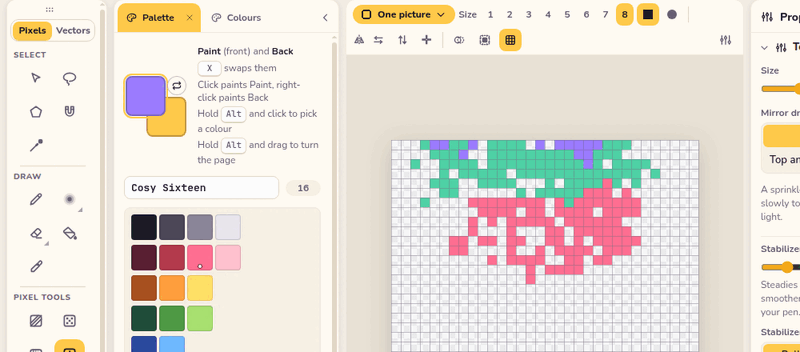 Pixels Vectors
SELECT
DRAW
PIXEL TOOLS
Palette × Colours
Paint (front) and Back
X swaps them
Click paints Paint, right-
click paints Back
Hold Alt and click to pick
a colour
Hold Alt and drag to turn
the page
Cosy Sixteen 16
One picture Size 1 2 3 4 5 6 7 8
Size
Mirror
Top
A sprinkl
slowly to
light.
Stabilize
Steadies
smoother
your pen.